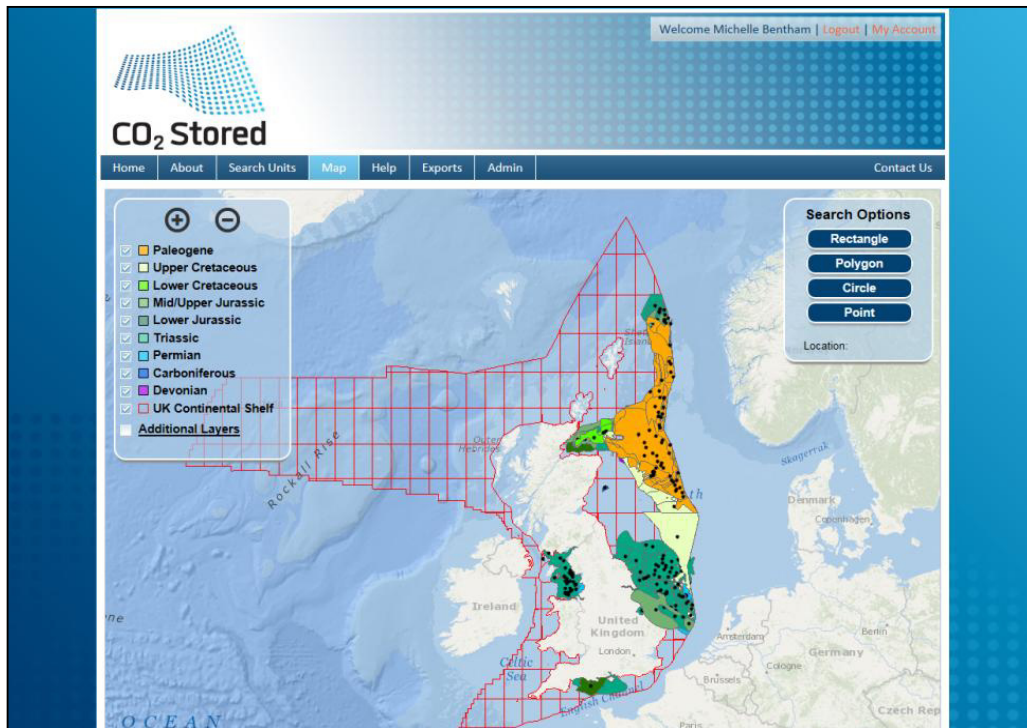 Welcome Michelle Bentham | Logout | My Account
CO₂ Stored
Home About Search Units Map Help Exports Admin Contact Us
Paleogene
Upper Cretaceous
Lower Cretaceous
Mid/Upper Jurassic
Lower Jurassic
Triassic
Permian
Carboniferous
Devonian
UK Continental Shelf
Additional Layers
Search Options
Rectangle
Polygon
Circle
Point
Location:
Outer
Hebrides
Rockall Rise
Skagerrak
Denmark
Copenhagen
Ireland
United
Kingdom
London
Amsterdam
Berlin
Germany
Cologne
Brussels
Celtic
Sea
English Channel
Paris
Czech Rep
OCEAN